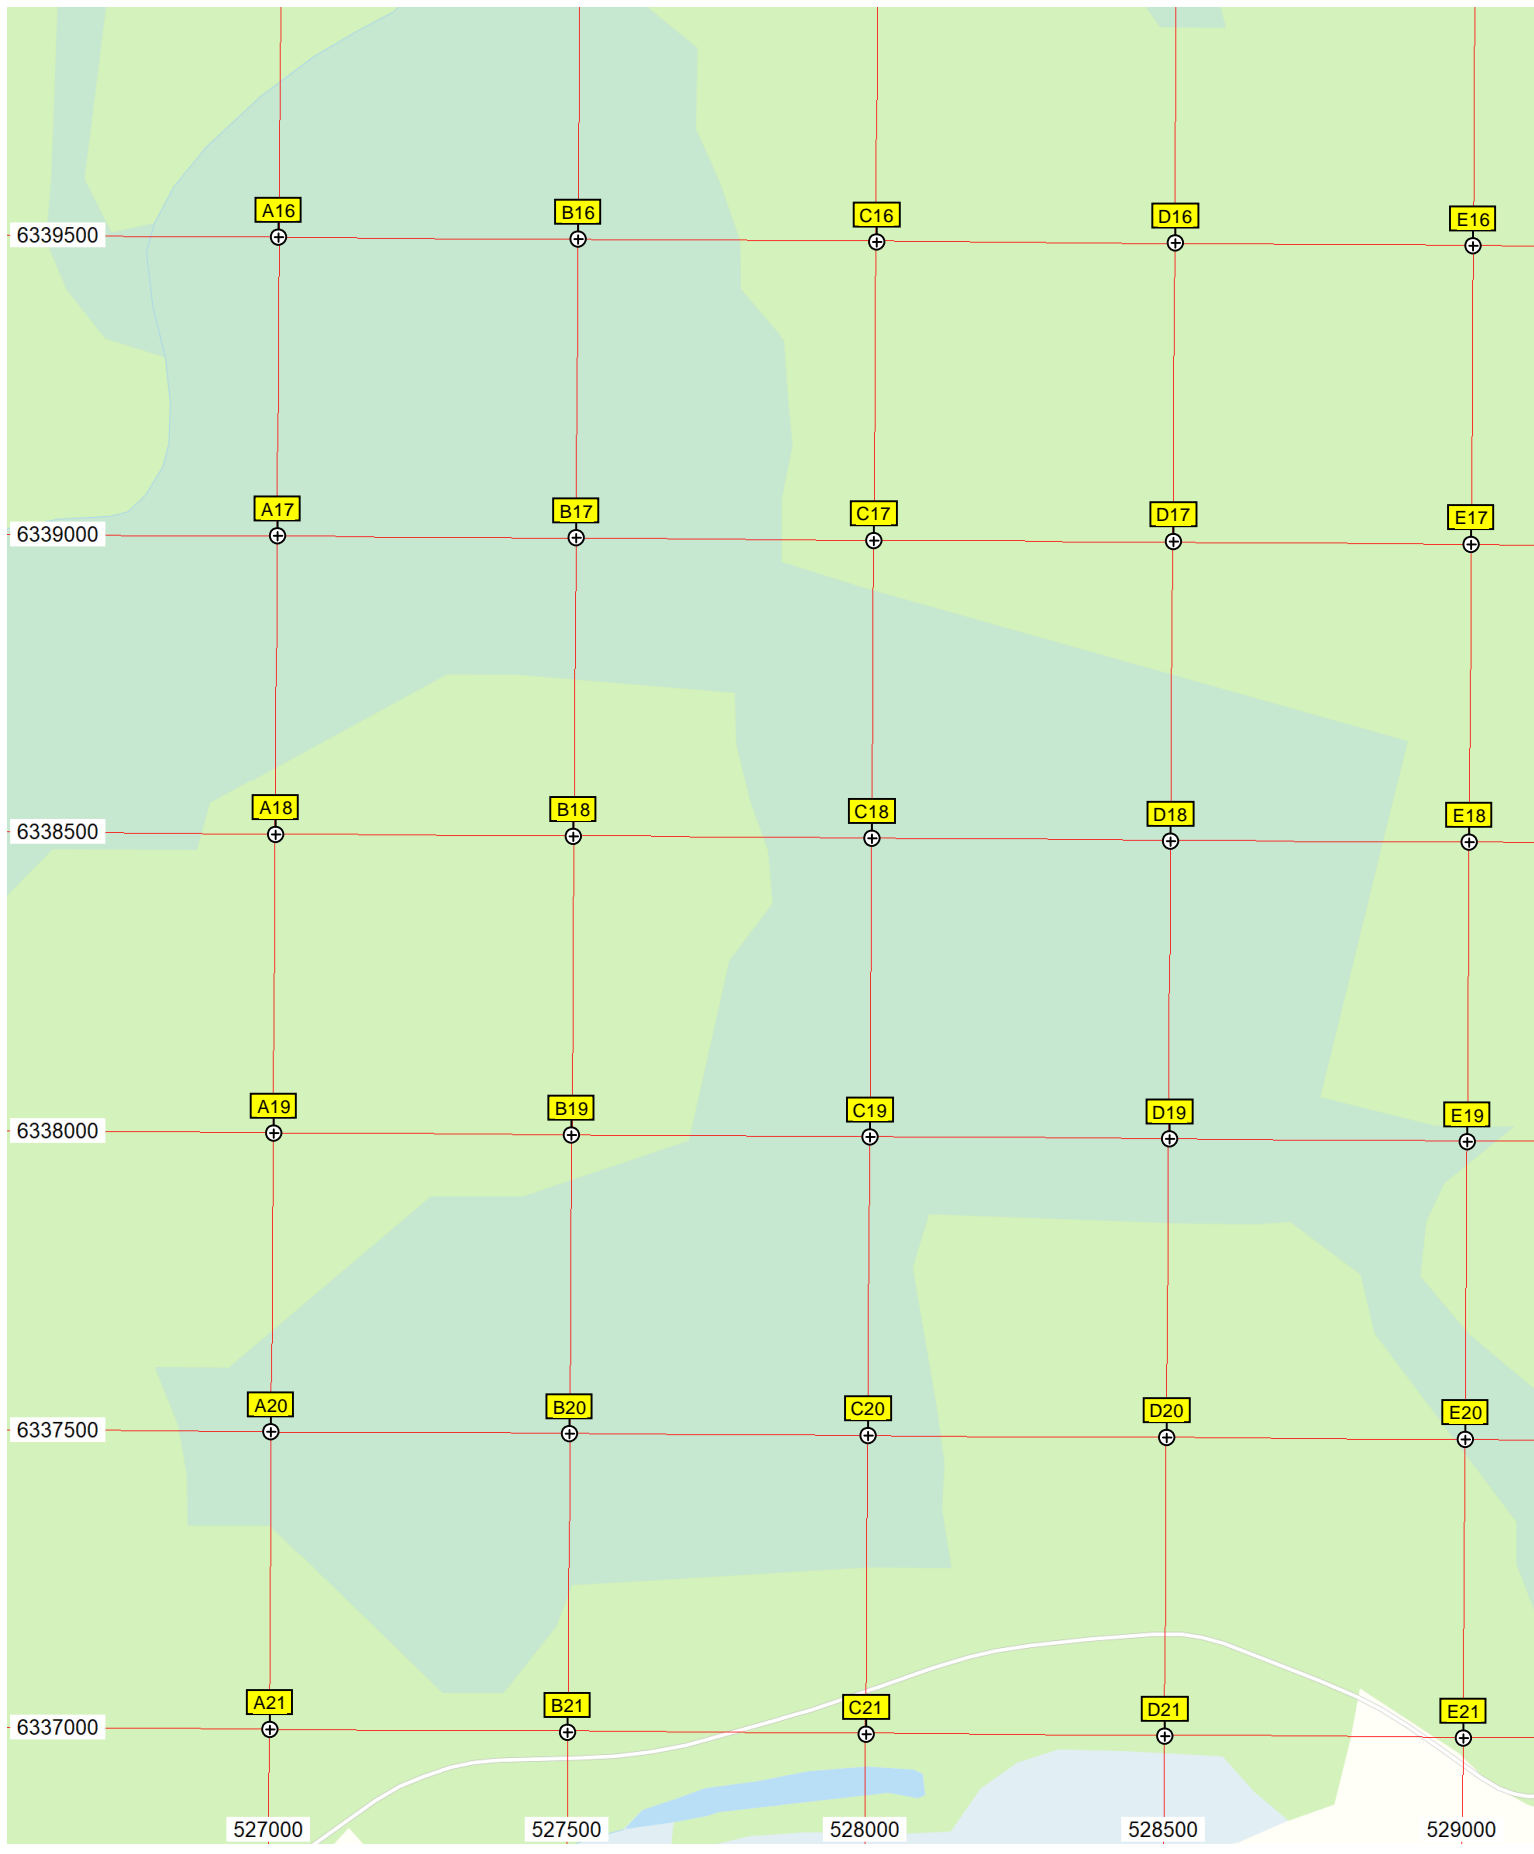 A16 B16 C16 D16 E16
6339500
A17 B17 C17 D17 E17
6339000
A18 B18 C18 D18 E18
6338500
A19 B19 C19 D19 E19
6338000
A20 B20 C20 D20 E20
6337500
A21 B21 C21 D21 E21
6337000
527000 527500 528000 528500 529000